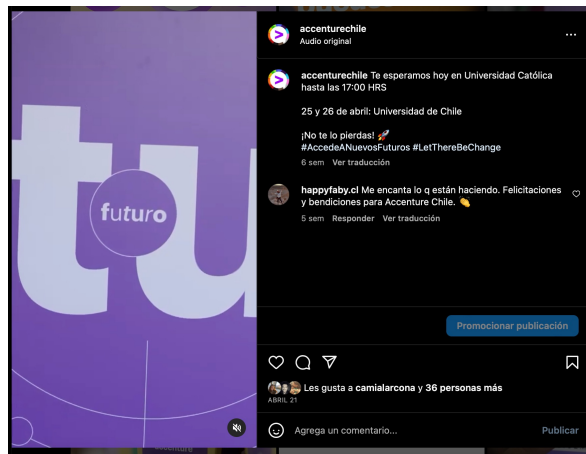 accenturechile
Audio original
tu
futuro
accenturechile Te esperamos hoy en Universidad Católica
hasta las 17:00 HRS
25 y 26 de abril: Universidad de Chile
¡No te lo pierdas! 🚀
#AccedeANuevosFuturos #LetThereBeChange
6 sem Ver traducción
happyfaby.cl Me encanta lo q están haciendo. Felicitaciones
y bendiciones para Accenture Chile. 👏
5 sem Responder Ver traducción
Promocionar publicación
Les gusta a camialarcona y 36 personas más
ABRIL 21
Agrega un comentario...
Publicar